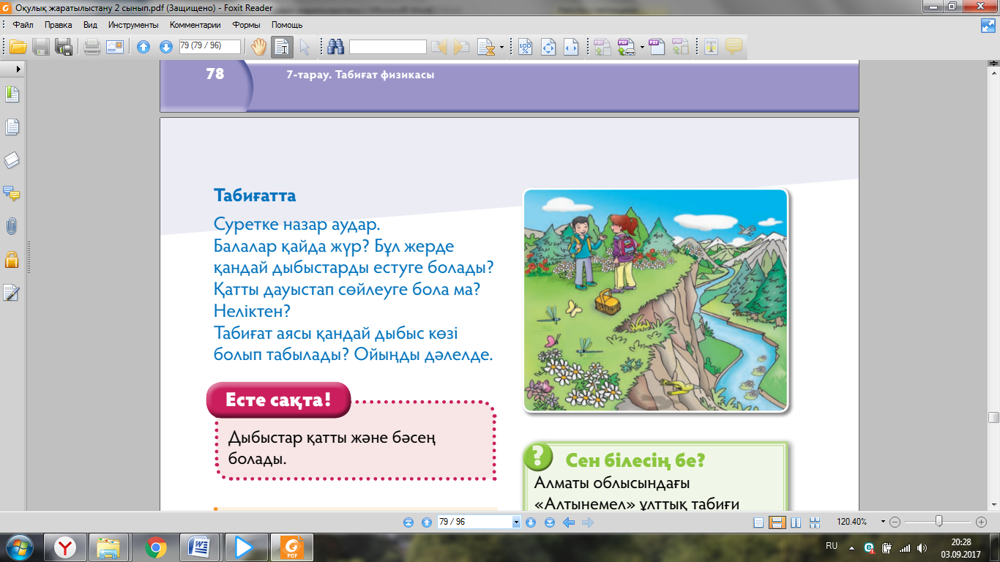 Оқулық жаратылыстану 2 сынып.pdf (Защищено) - Foxit Reader
Файл Правка Вид Инструменты Комментарии Формы Помощь
79 (79 / 96)
78 7-тарау. Табиғат физикасы
Табиғатта
Суретке назар аудар.
Балалар қайда жүр? Бұл жерде
қандай дыбыстарды естуге болады?
Қатты дауыстап сөйлеуге бола ма?
Неліктен?
Табиғат аясы қандай дыбыс көзі
болып табылады? Ойыңды дәлелде.
Есте сақта!
Дыбыстар қатты және бәсең
болады.
? Сен білесің бе?
Алматы облысындағы
«Алтынемел» ұлттық табиғи
79 / 96
120.40%
RU
20:28
03.09.2017